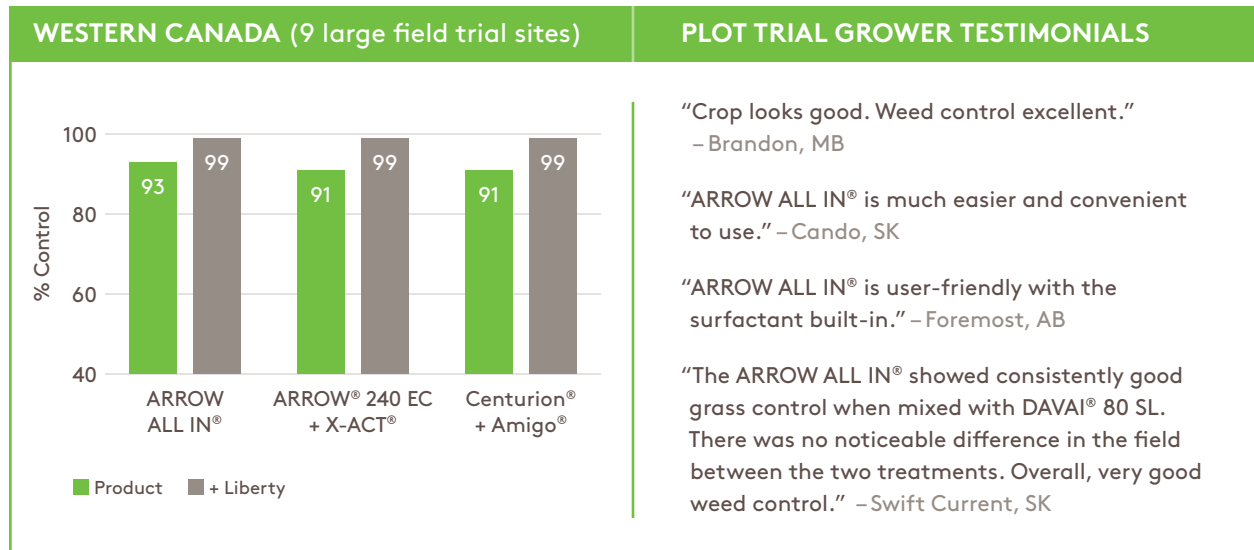 WESTERN CANADA (9 large field trial sites)
% Control
100
80
60
40
93
99
91
99
91
99
ARROW
ALL IN®
ARROW® 240 EC
+ X-ACT®
Centurion®
+ Amigo®
Product
+ Liberty
PLOT TRIAL GROWER TESTIMONIALS
“Crop looks good. Weed control excellent.”
– Brandon, MB
“ARROW ALL IN® is much easier and convenient
to use.” – Cando, SK
“ARROW ALL IN® is user-friendly with the
surfactant built-in.” – Foremost, AB
“The ARROW ALL IN® showed consistently good
grass control when mixed with DAVAI® 80 SL.
There was no noticeable difference in the field
between the two treatments. Overall, very good
weed control.” – Swift Current, SK